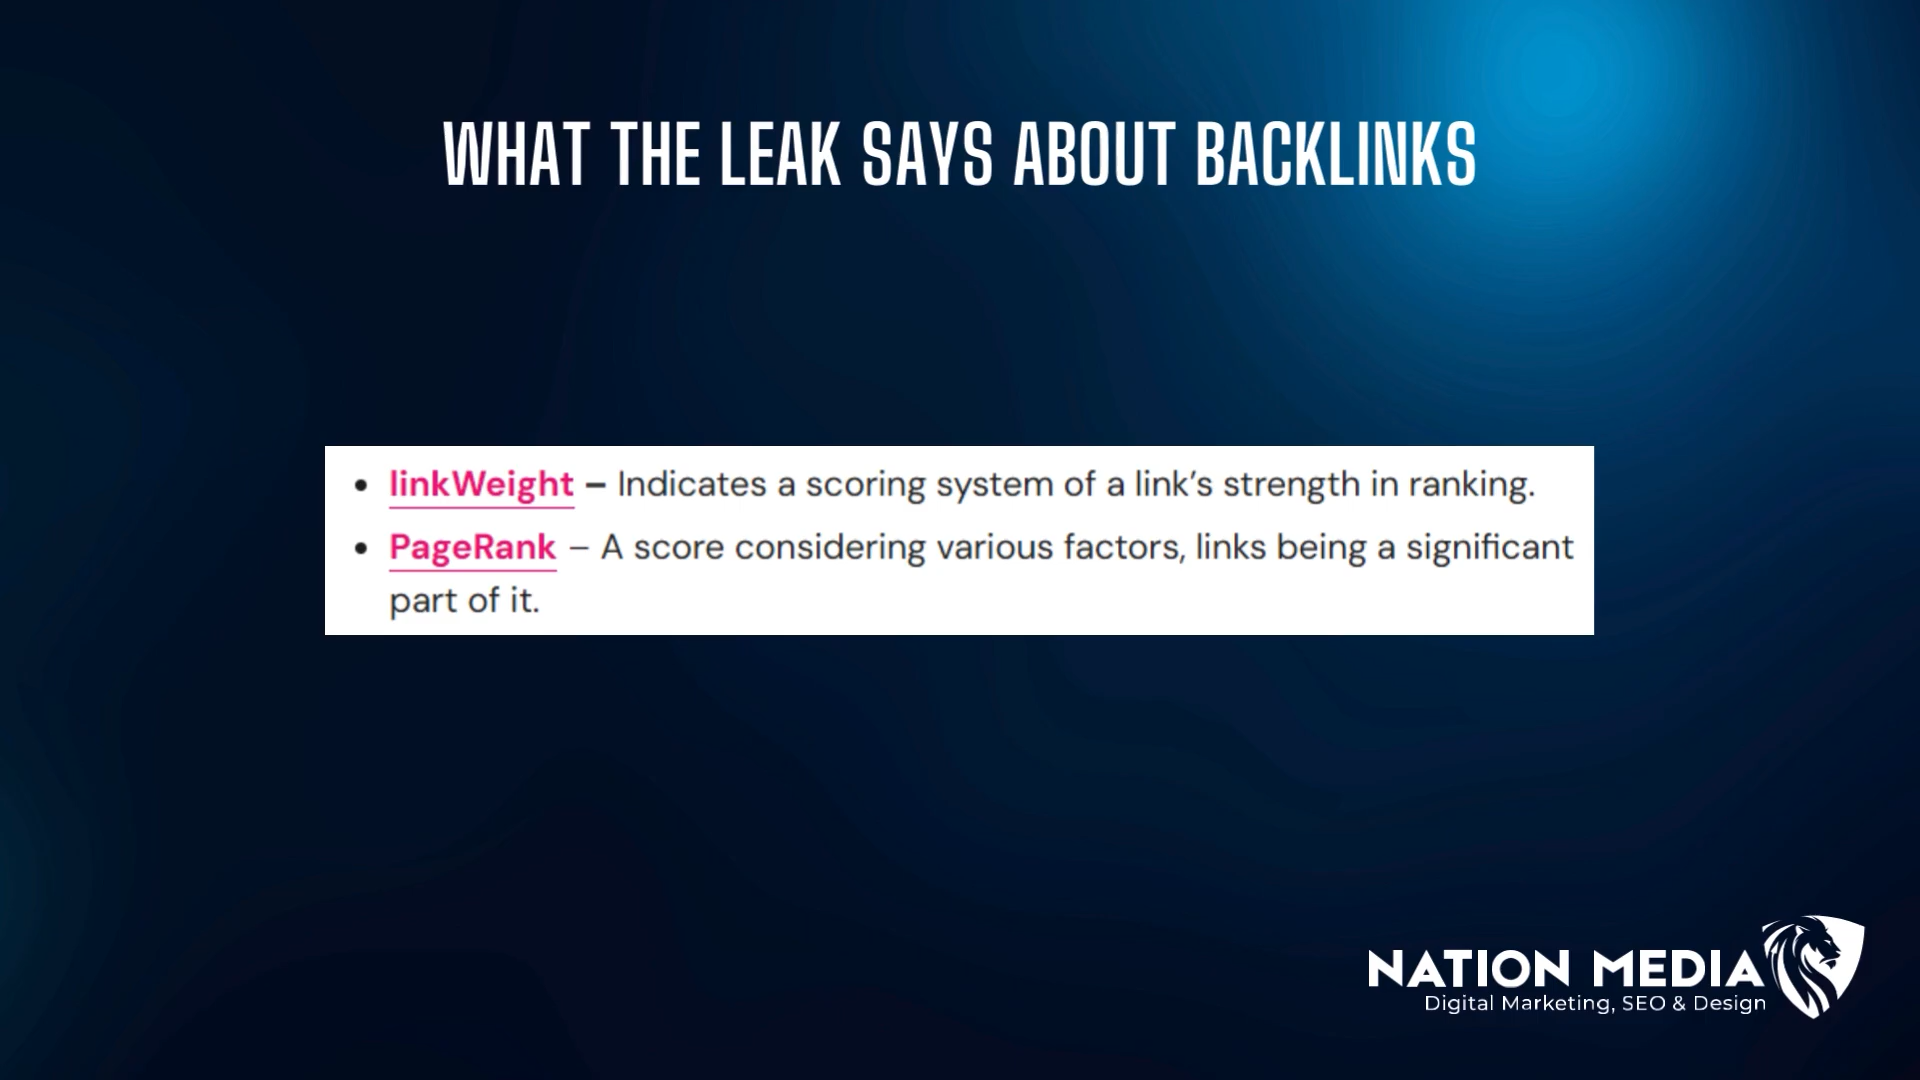 WHAT THE LEAK SAYS ABOUT BACKLINKS
• linkWeight – Indicates a scoring system of a link’s strength in ranking.
• PageRank – A score considering various factors, links being a significant
part of it.
NATION MEDIA
Digital Marketing, SEO & Design